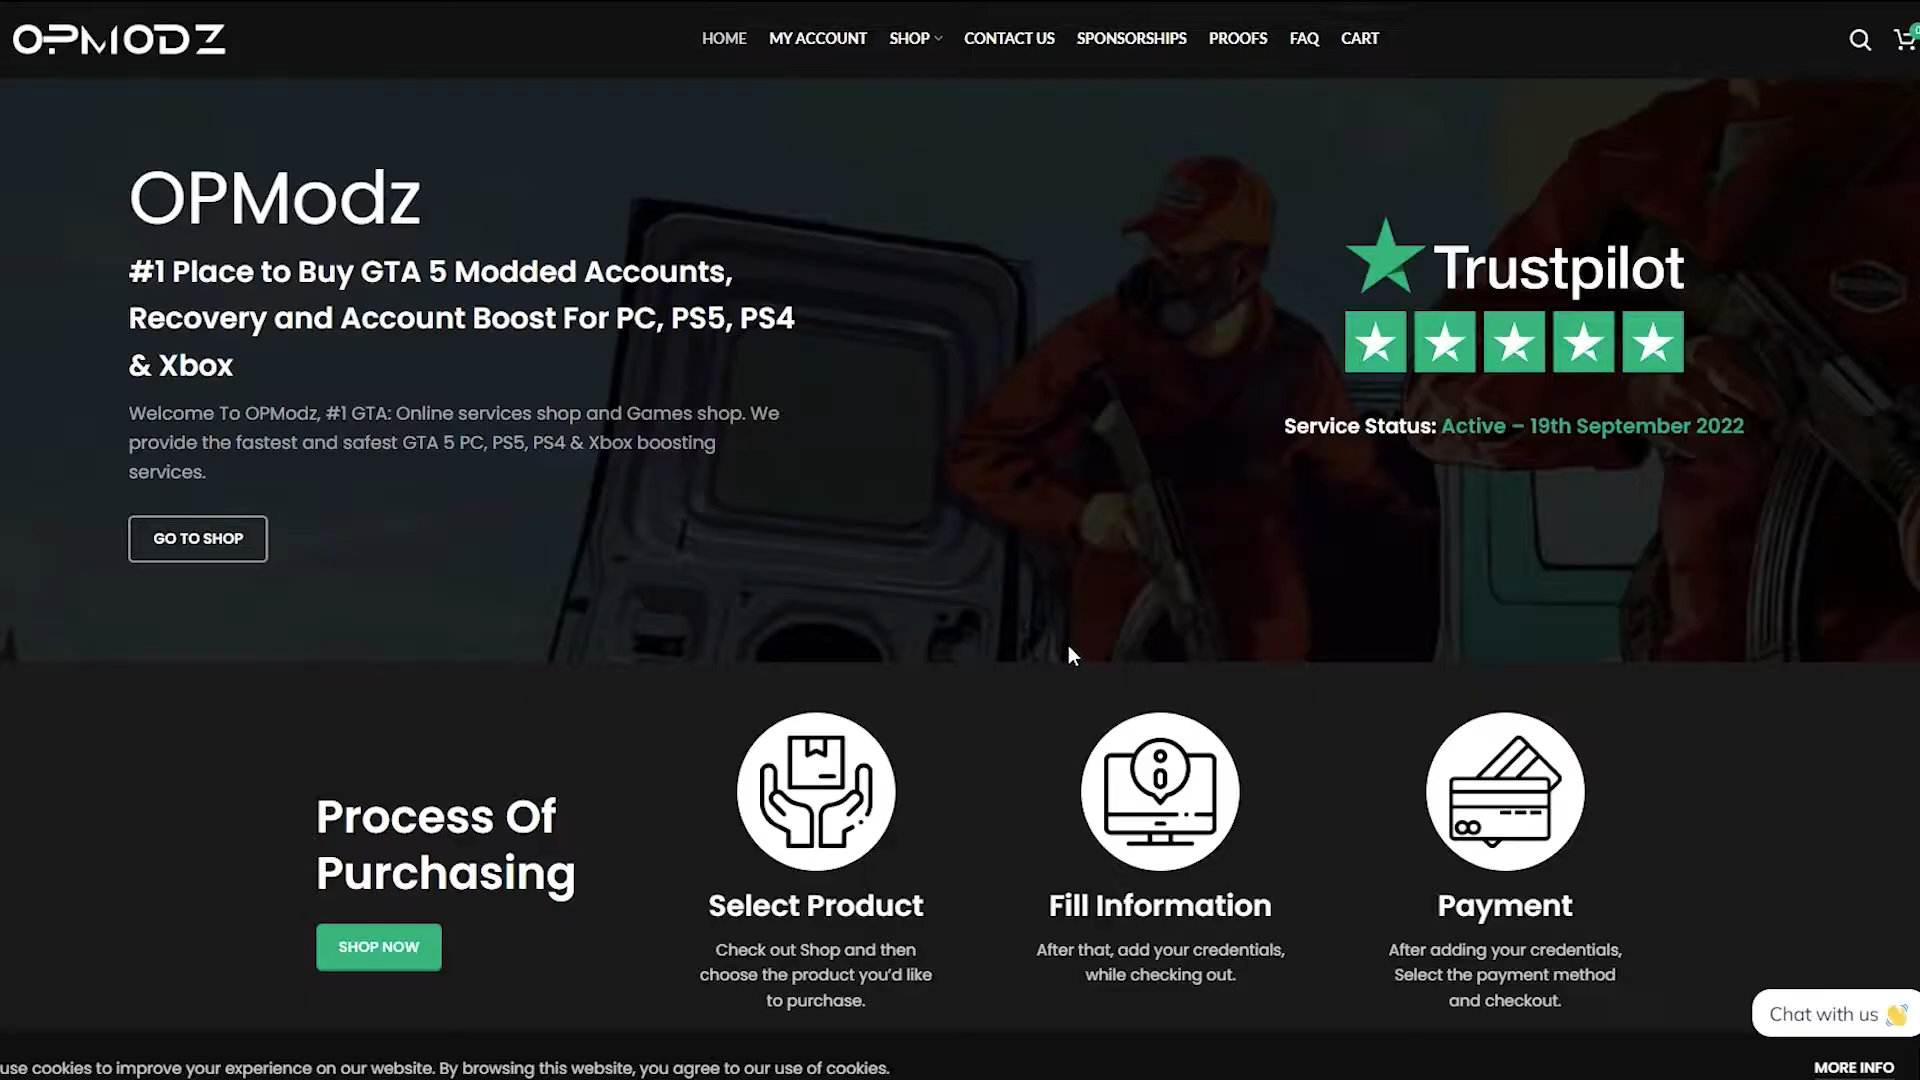 OPMODZ
HOME MY ACCOUNT SHOP CONTACT US SPONSORSHIPS PROOFS FAQ CART
OPModz
#1 Place to Buy GTA 5 Modded Accounts,
Recovery and Account Boost For PC, PS5, PS4
& Xbox
Welcome To OPModz, #1 GTA: Online services shop and Games shop. We
provide the fastest and safest GTA 5 PC, PS5, PS4 & Xbox boosting
services.
GO TO SHOP
Trustpilot
Service Status: Active – 19th September 2022
Process Of
Purchasing
SHOP NOW
Select Product
Check out Shop and then
choose the product you'd like
to purchase.
Fill Information
After that, add your credentials,
while checking out.
Payment
After adding your credentials,
Select the payment method
and checkout.
Chat with us 👋
use cookies to improve your experience on our website. By browsing this website, you agree to our use of cookies.
MORE INFO